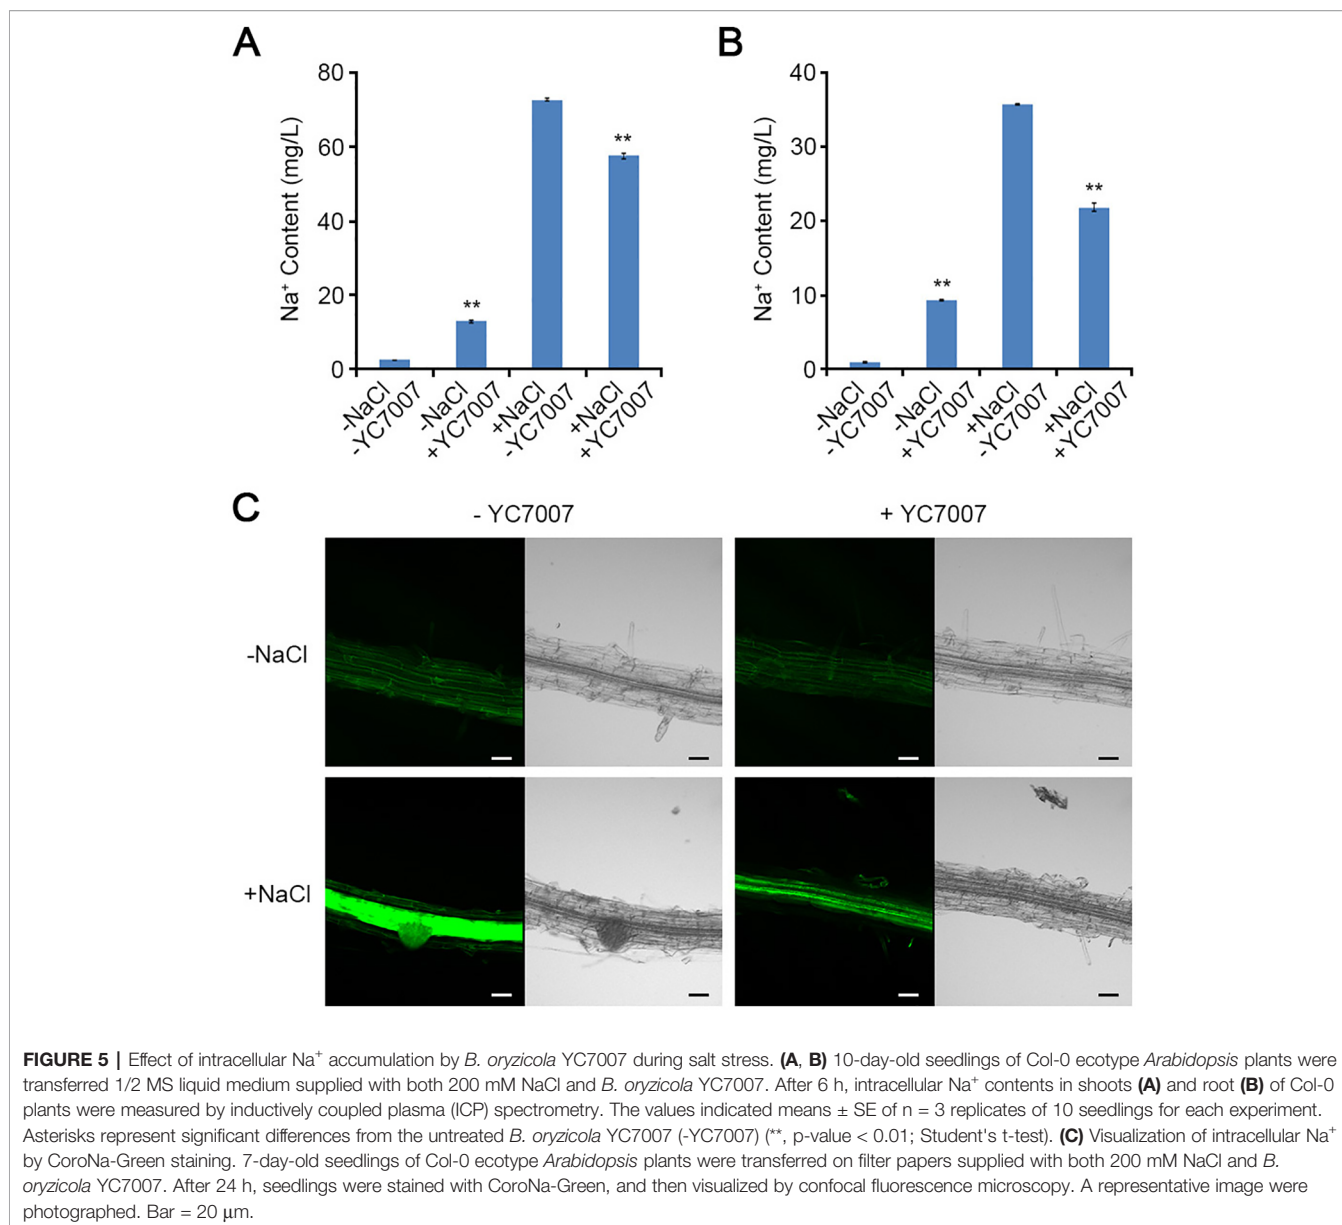 A
B
80
60
40
20
0
Na⁺ Content (mg/L)
**
**
-NaCl
-YC7007
-NaCl
+YC7007
+NaCl
-YC7007
+NaCl
+YC7007
40
30
20
10
0
Na⁺ Content (mg/L)
**
**
-NaCl
-YC7007
-NaCl
+YC7007
+NaCl
-YC7007
+NaCl
+YC7007
C
- YC7007
+ YC7007
-NaCl
+NaCl
FIGURE 5 | Effect of intracellular Na⁺ accumulation by B. oryzicola YC7007 during salt stress. (A, B) 10-day-old seedlings of Col-0 ecotype Arabidopsis plants were
transferred 1/2 MS liquid medium supplied with both 200 mM NaCl and B. oryzicola YC7007. After 6 h, intracellular Na⁺ contents in shoots (A) and root (B) of Col-0
plants were measured by inductively coupled plasma (ICP) spectrometry. The values indicated means ± SE of n = 3 replicates of 10 seedlings for each experiment.
Asterisks represent significant differences from the untreated B. oryzicola YC7007 (-YC7007) (**, p-value < 0.01; Student's t-test). (C) Visualization of intracellular Na⁺
by CoroNa-Green staining. 7-day-old seedlings of Col-0 ecotype Arabidopsis plants were transferred on filter papers supplied with both 200 mM NaCl and B.
oryzicola YC7007. After 24 h, seedlings were stained with CoroNa-Green, and then visualized by confocal fluorescence microscopy. A representative image were
photographed. Bar = 20 μm.